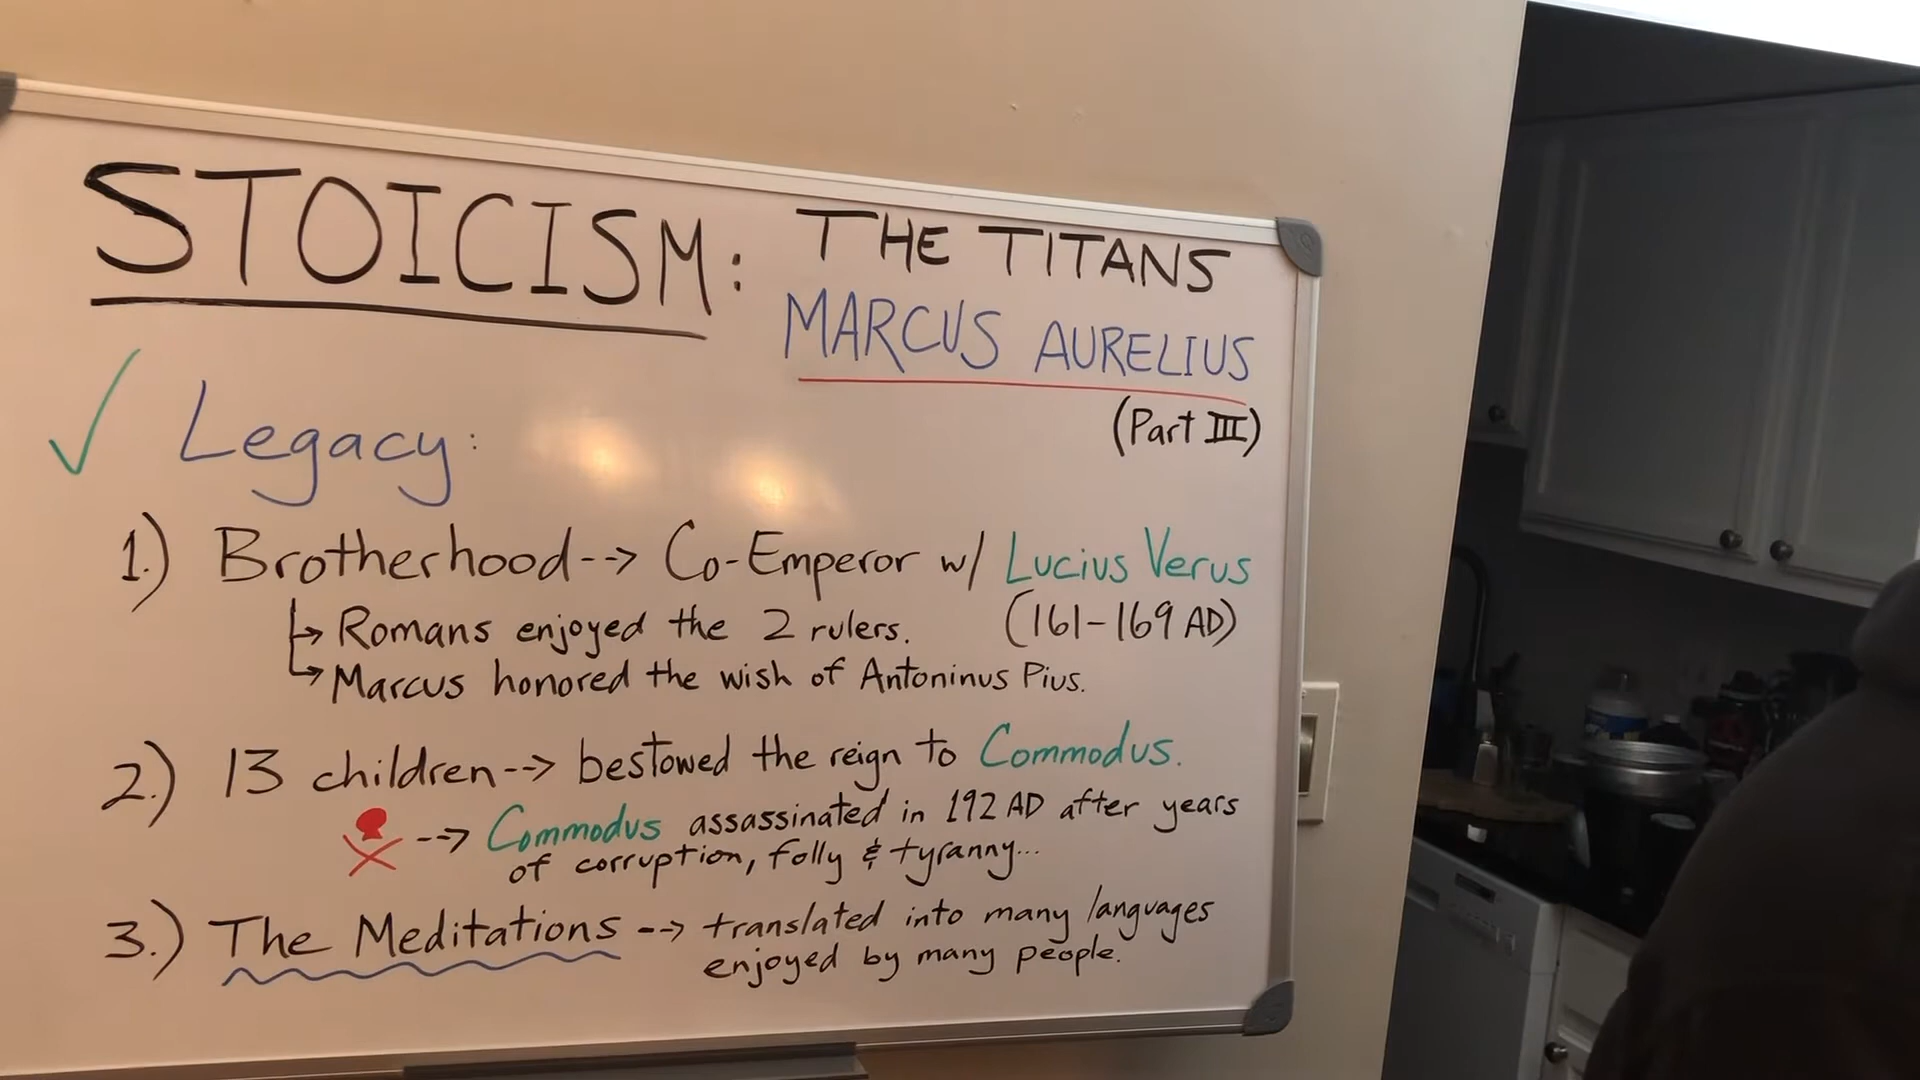 STOICISM: THE TITANS
MARCUS AURELIUS
(Part III)
✓ Legacy:
1.) Brotherhood --> Co-Emperor w/ Lucius Verus
(161-169 AD)
↳ Romans enjoyed the 2 rulers.
↳ Marcus honored the wish of Antoninus Pius.
2.) 13 children --> bestowed the reign to Commodus.
--> Commodus assassinated in 192 AD after years
of corruption, folly & tyranny...
3.) The Meditations --> translated into many languages
enjoyed by many people.